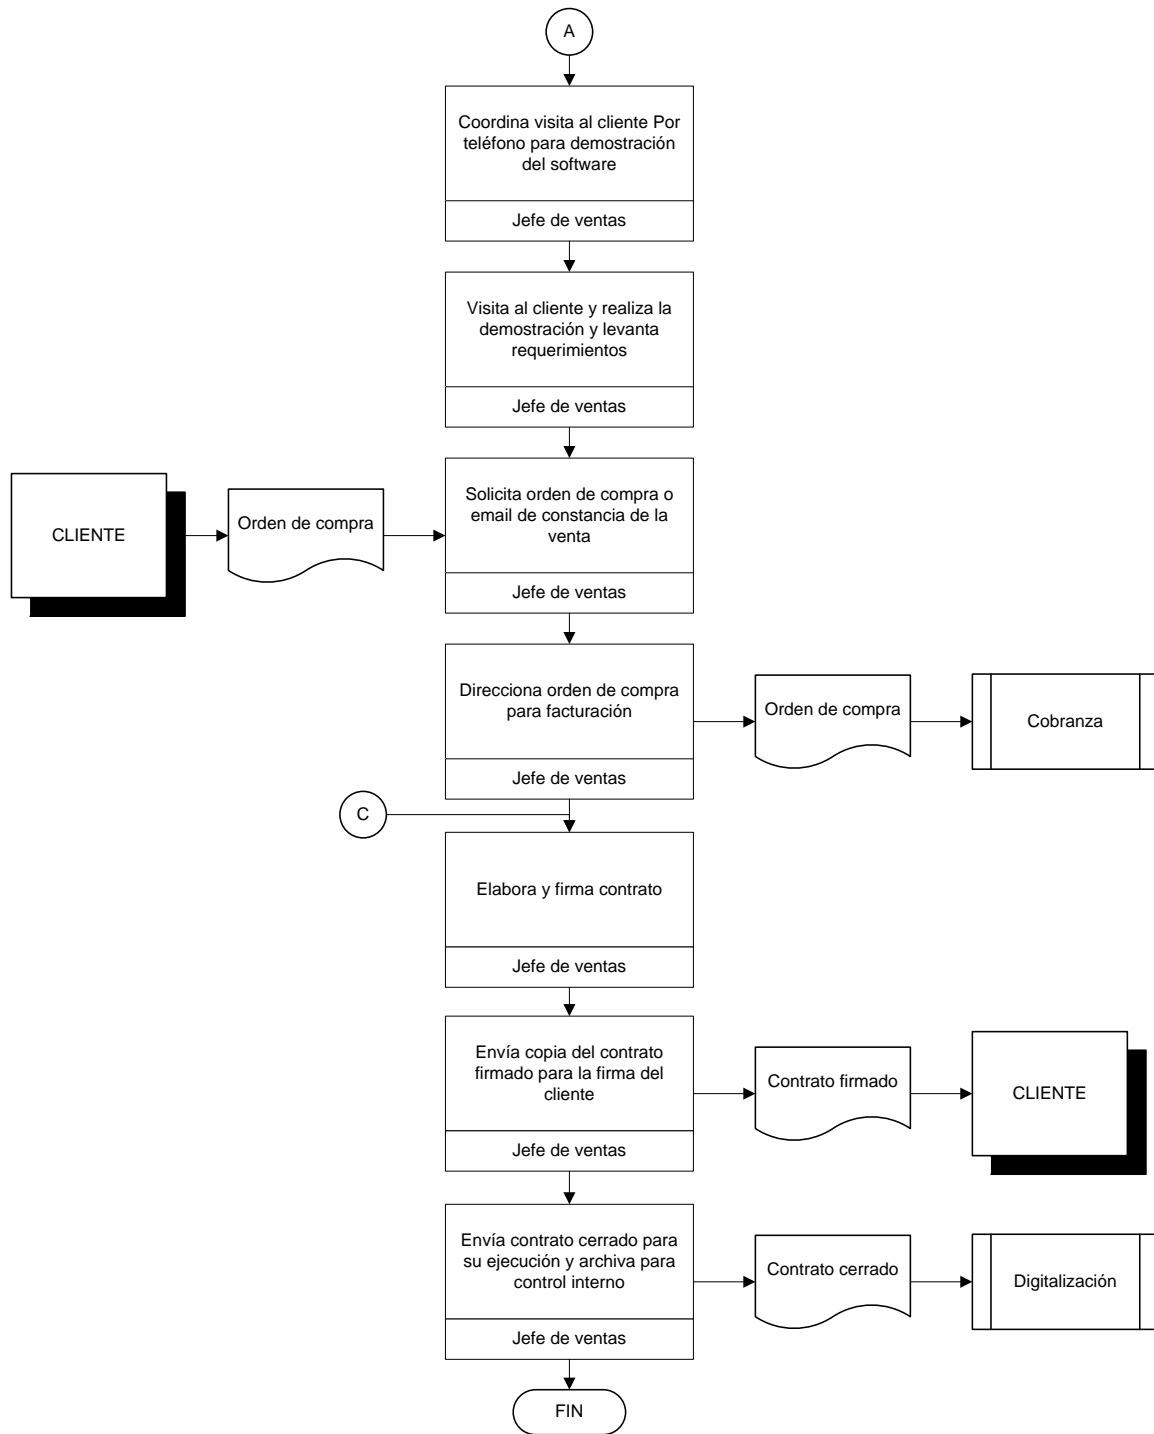 A
Coordina visita al cliente Por
teléfono para demostración
del software
Jefe de ventas
Visita al cliente y realiza la
demostración y levanta
requerimientos
Jefe de ventas
CLIENTE
Orden de compra
Solicita orden de compra o
email de constancia de la
venta
Jefe de ventas
Direcciona orden de compra
para facturación
Jefe de ventas
Orden de compra
Cobranza
C
Elabora y firma contrato
Jefe de ventas
Envía copia del contrato
firmado para la firma del
cliente
Jefe de ventas
Contrato firmado
CLIENTE
Envía contrato cerrado para
su ejecución y archiva para
control interno
Jefe de ventas
Contrato cerrado
Digitalización
FIN